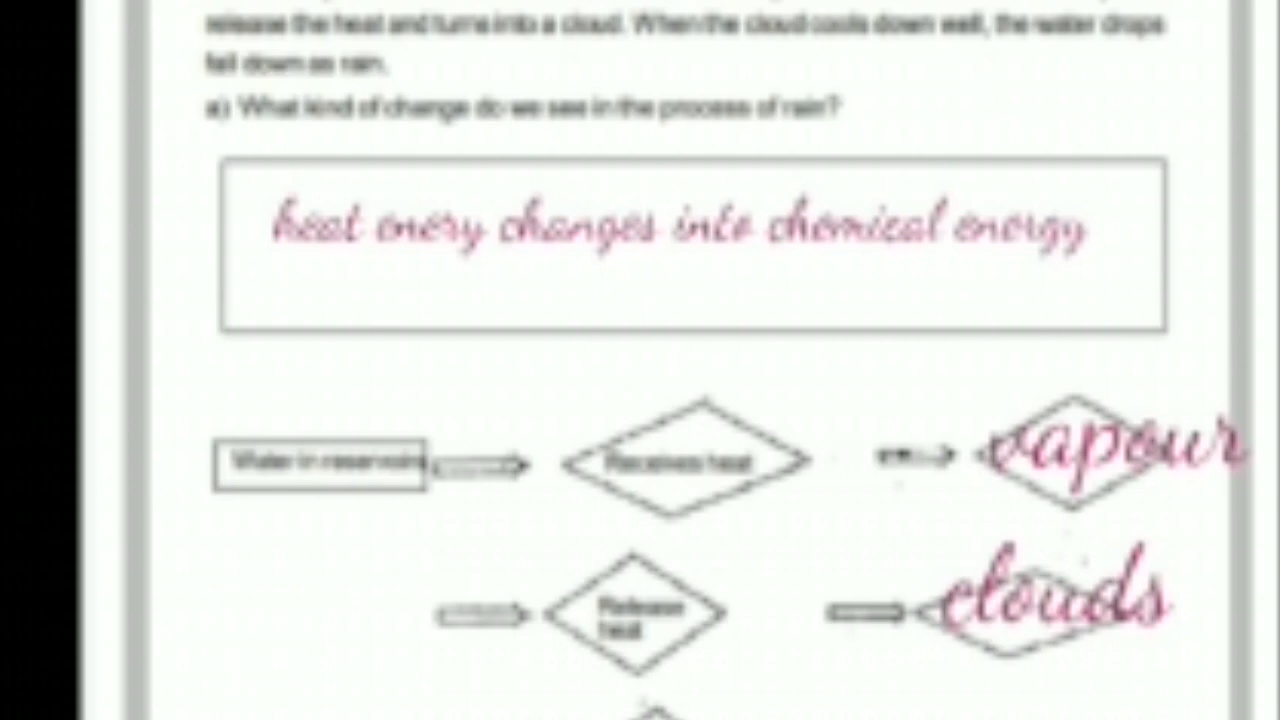 release the heat and turns into a cloud. When the cloud cools down well, the water drops
fall down as rain.
a) What kind of change do we see in the process of rain?
heat enery changes into chemical energy
Water in reservoirs
Receives heat
vapour
Release
heat
clouds